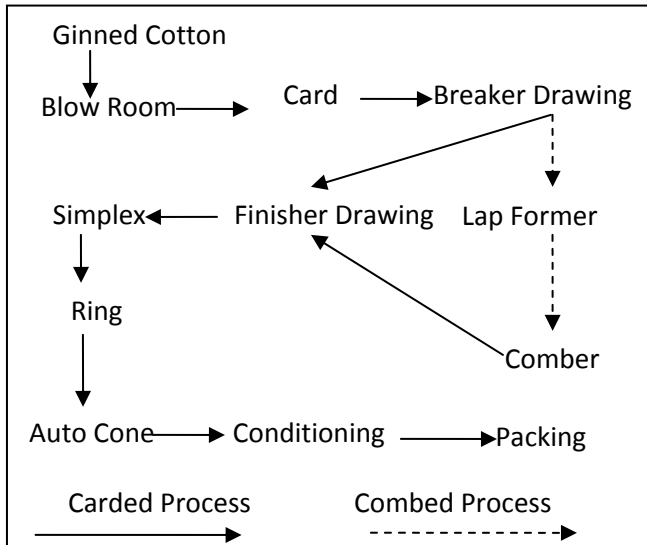 Ginned Cotton
Blow Room
Card
Breaker Drawing
Simplex
Finisher Drawing
Lap Former
Ring
Comber
Auto Cone
Conditioning
Packing
Carded Process
Combed Process